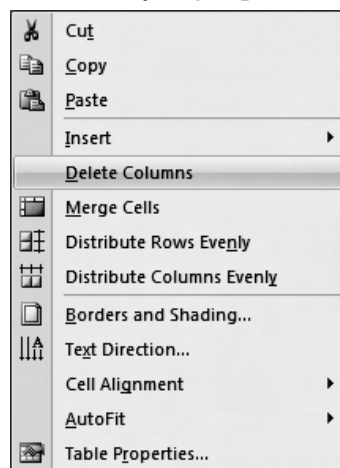 Cut
Copy
Paste
Insert
Delete Columns
Merge Cells
Distribute Rows Evenly
Distribute Columns Evenly
Borders and Shading...
Text Direction...
Cell Alignment
AutoFit
Table Properties...